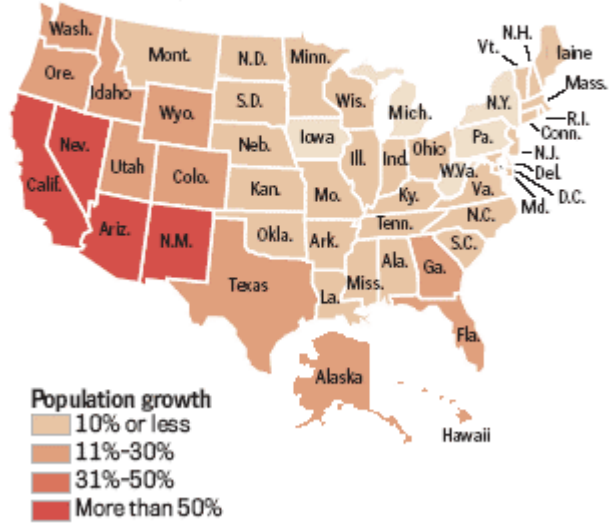 Wash.
Mont.
N.D.
Minn.
N.H.
Vt.
laine
Ore.
Idaho
S.D.
Wis.
Mich.
N.Y.
Mass.
R.I.
Conn.
Wyo.
Nev.
Neb.
Iowa
Pa.
N.J.
Del.
D.C.
Md.
Calif.
Utah
Colo.
Kan.
Mo.
Ill.
Ind.
Ohio
W.Va.
Va.
Ky.
Ariz.
N.M.
Okla.
Ark.
Tenn.
N.C.
S.C.
Texas
La.
Miss.
Ala.
Ga.
Fla.
Alaska
Hawaii
Population growth
10% or less
11%-30%
31%-50%
More than 50%